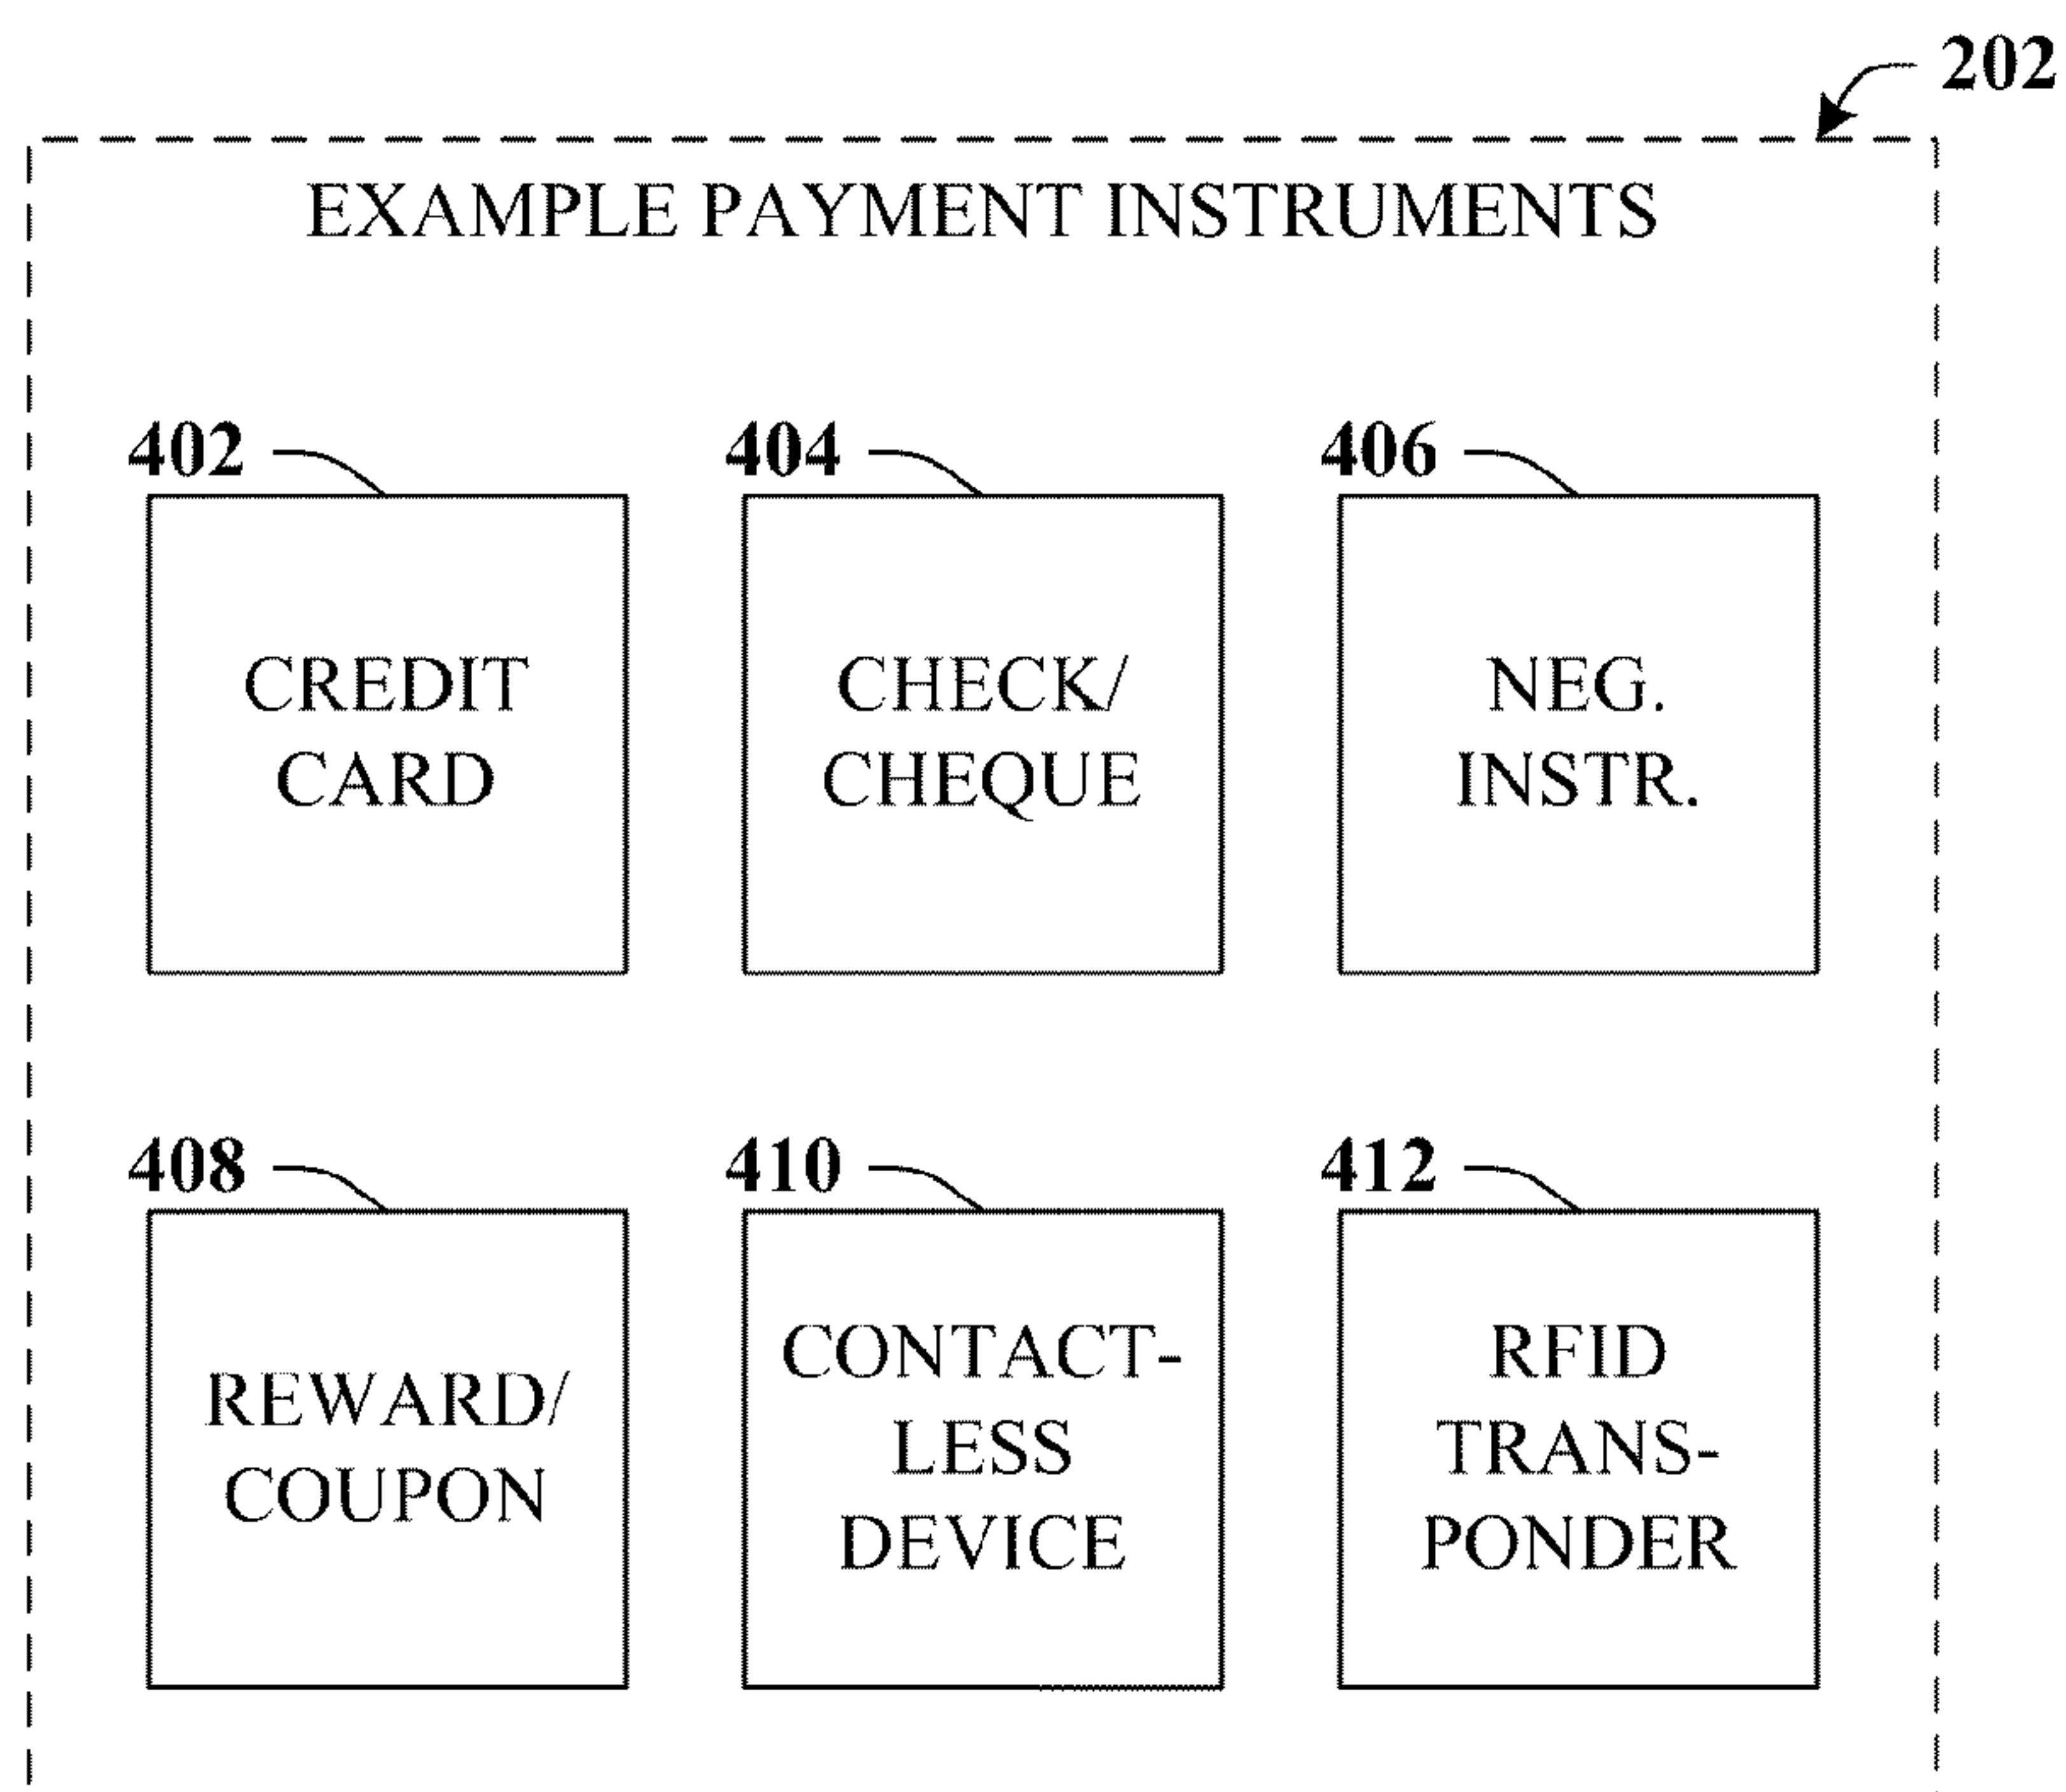 202
EXAMPLE PAYMENT INSTRUMENTS
402
404
406
CREDIT
CARD
CHECK/
CHEQUE
NEG.
INSTR.
408
410
412
REWARD/
COUPON
CONTACT-
LESS
DEVICE
RFID
TRANS-
PONDER